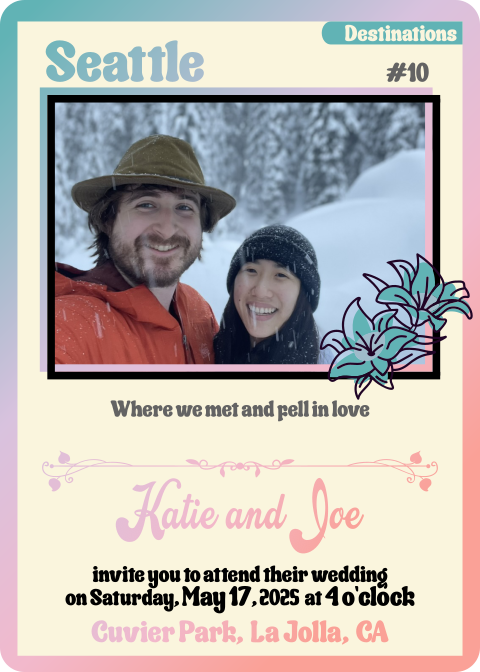 Destinations
Seattle
#10
Where we met and fell in love
Katie and Joe
invite you to attend their wedding
on Saturday, May 17, 2025 at 4 o'clock
Cuvier Park, La Jolla, CA